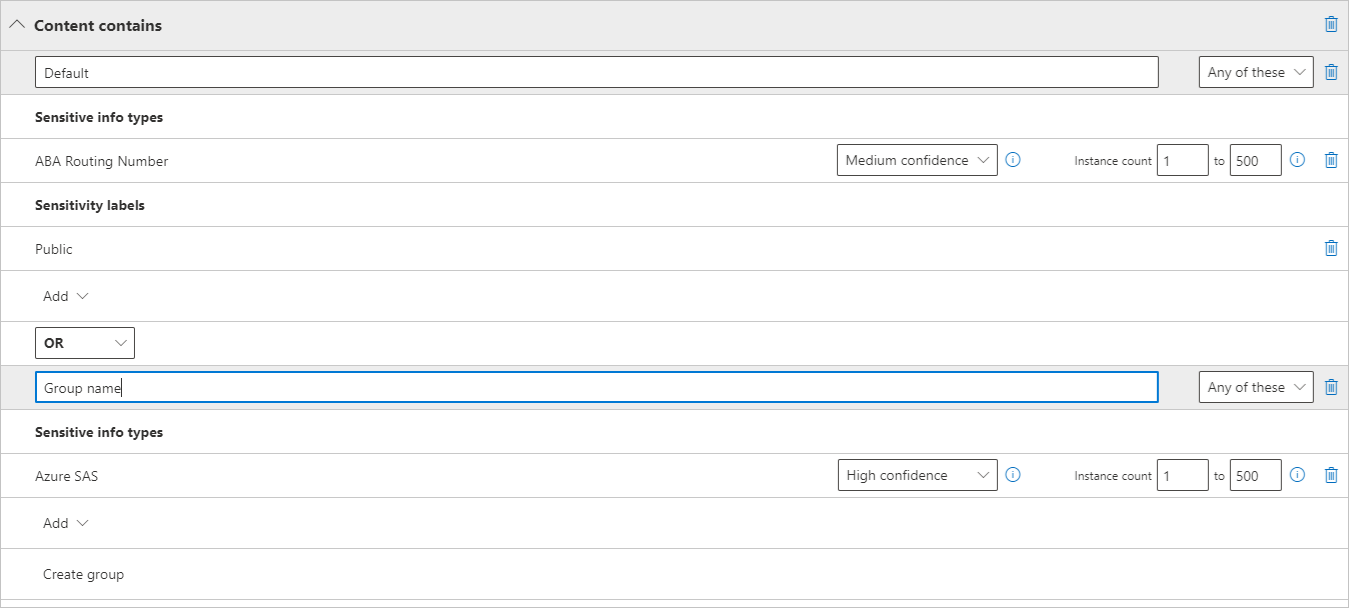 Content contains
Default Any of these
Sensitive info types
ABA Routing Number Medium confidence Instance count 1 to 500
Sensitivity labels
Public
Add
OR
Group name Any of these
Sensitive info types
Azure SAS High confidence Instance count 1 to 500
Add
Create group